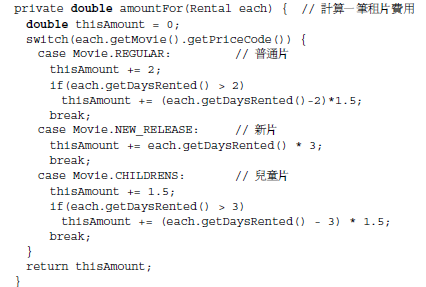 private double amountFor(Rental each) {  // 計算一筆租片費用
  double thisAmount = 0;
  switch(each.getMovie().getPriceCode()) {
    case Movie.REGULAR:          // 普通片
      thisAmount += 2;
      if(each.getDaysRented() > 2)
        thisAmount += (each.getDaysRented()-2)*1.5;
      break;
    case Movie.NEW_RELEASE:      // 新片
      thisAmount += each.getDaysRented() * 3;
      break;
    case Movie.CHILDRENS:        // 兒童片
      thisAmount += 1.5;
      if(each.getDaysRented() > 3)
        thisAmount += (each.getDaysRented() - 3) * 1.5;
      break;
  }
  return thisAmount;
}